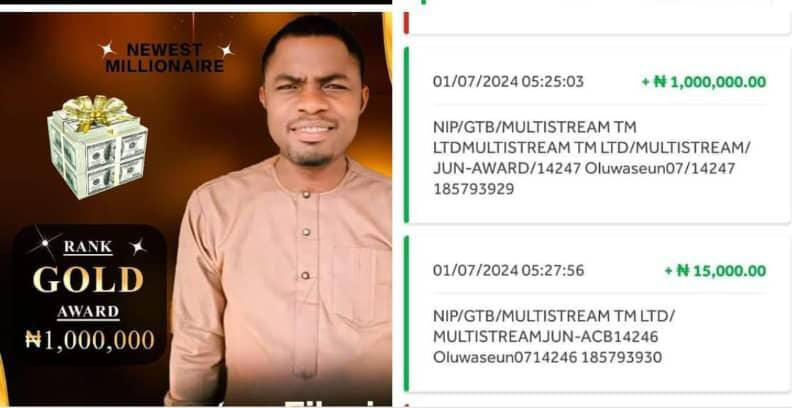 NEWEST
MILLIONAIRE
RANK
GOLD
AWARD
₦1,000,000
01/07/2024 05:25:03
+ ₦ 1,000,000.00
NIP/GTB/MULTISTREAM TM
LTDMULTISTREAM TM LTD/MULTISTREAM/
JUN-AWARD/14247 Oluwaseun07/14247
185793929
01/07/2024 05:27:56
+ ₦ 15,000.00
NIP/GTB/MULTISTREAM TM LTD/
MULTISTREAMJUN-ACB14246
Oluwaseun0714246 185793930